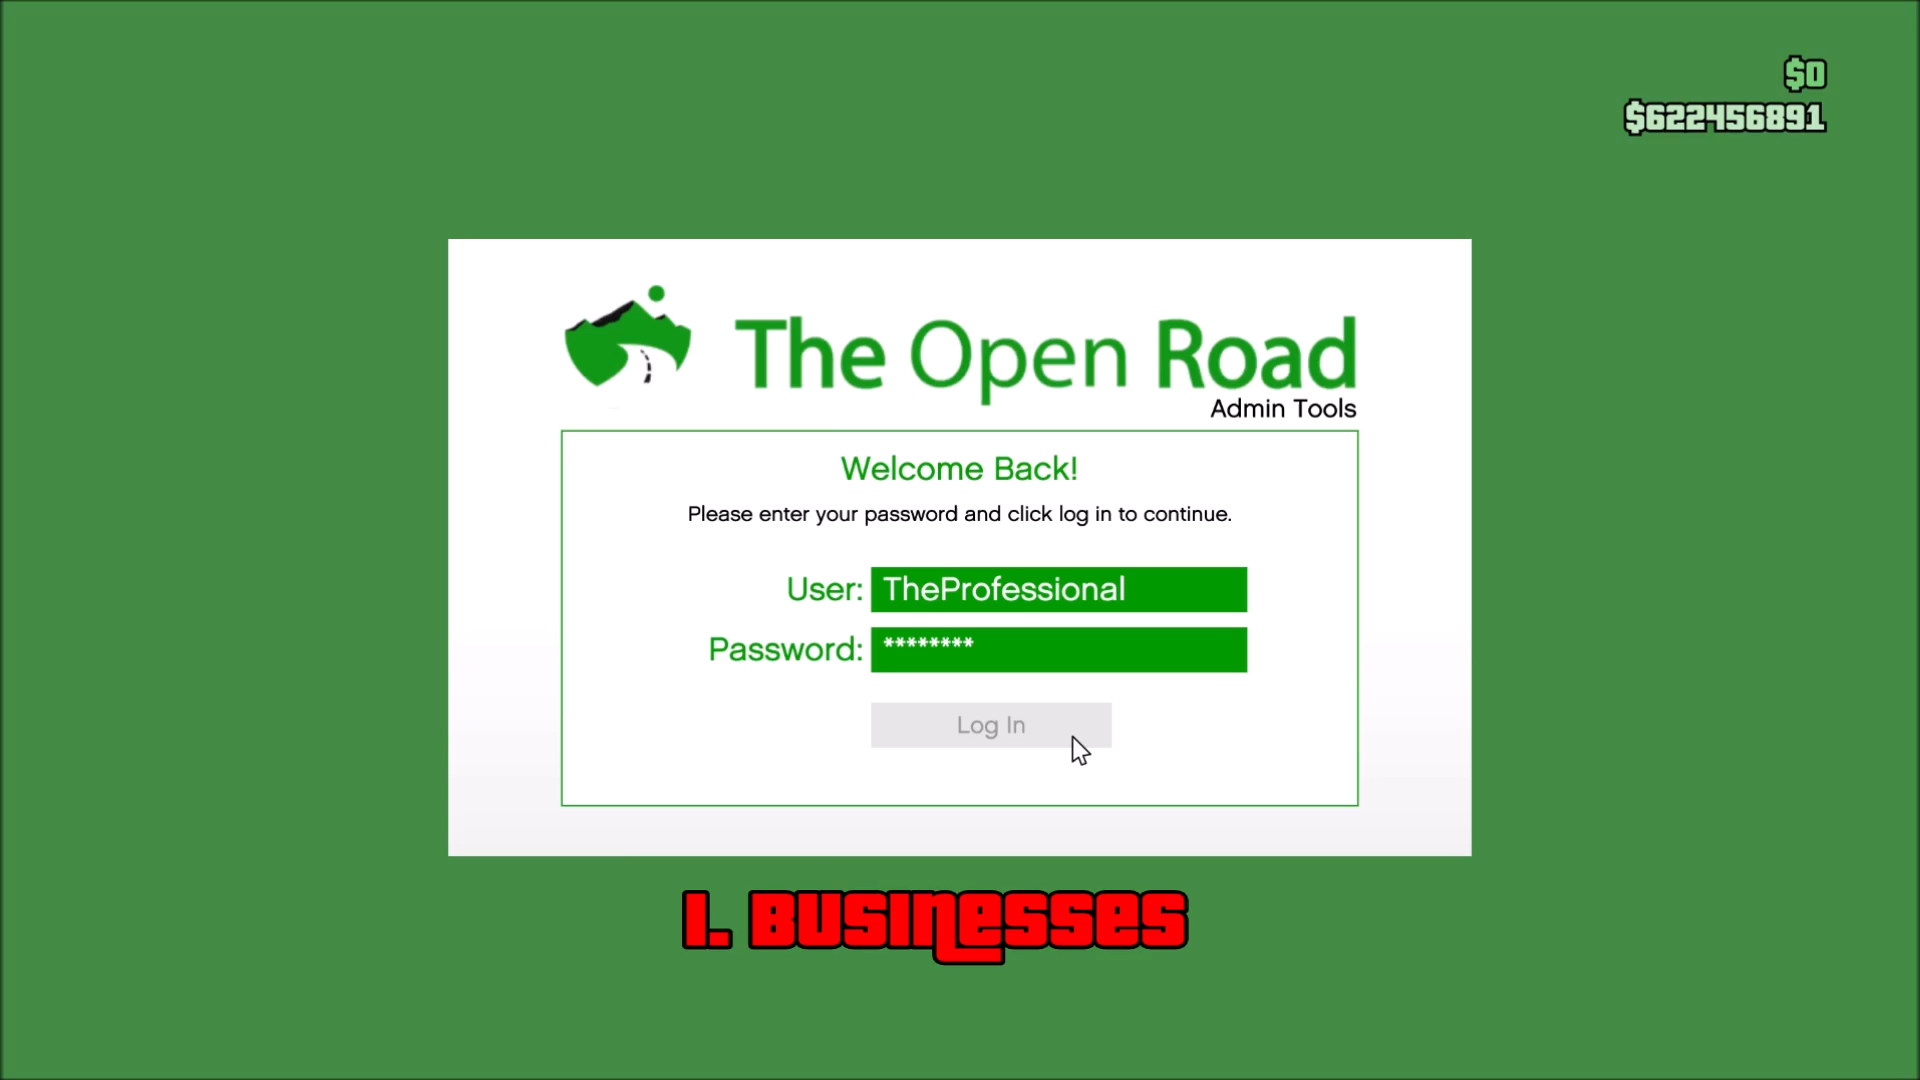 $0
$622456891
The Open Road
Admin Tools
Welcome Back!
Please enter your password and click log in to continue.
User: TheProfessional
Password: ********
Log In
1. BUSINESSES